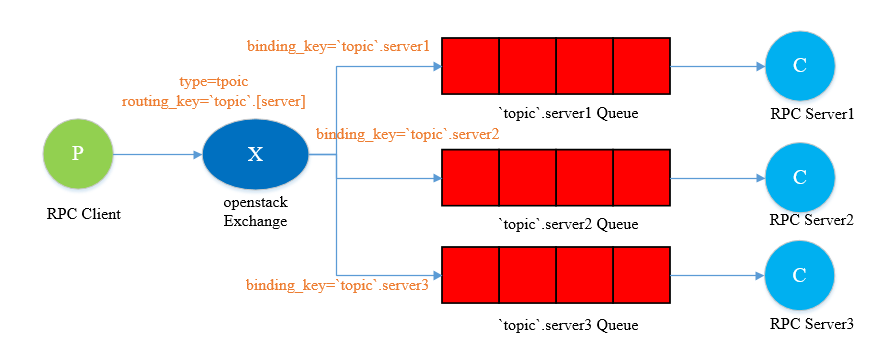 binding_key=`topic`.server1
C
type=tpoic
routing_key=`topic`.[server]
`topic`.server1 Queue
RPC Server1
binding_key=`topic`.server2
P
X
C
RPC Client
openstack
Exchange
`topic`.server2 Queue
RPC Server2
binding_key=`topic`.server3
C
`topic`.server3 Queue
RPC Server3